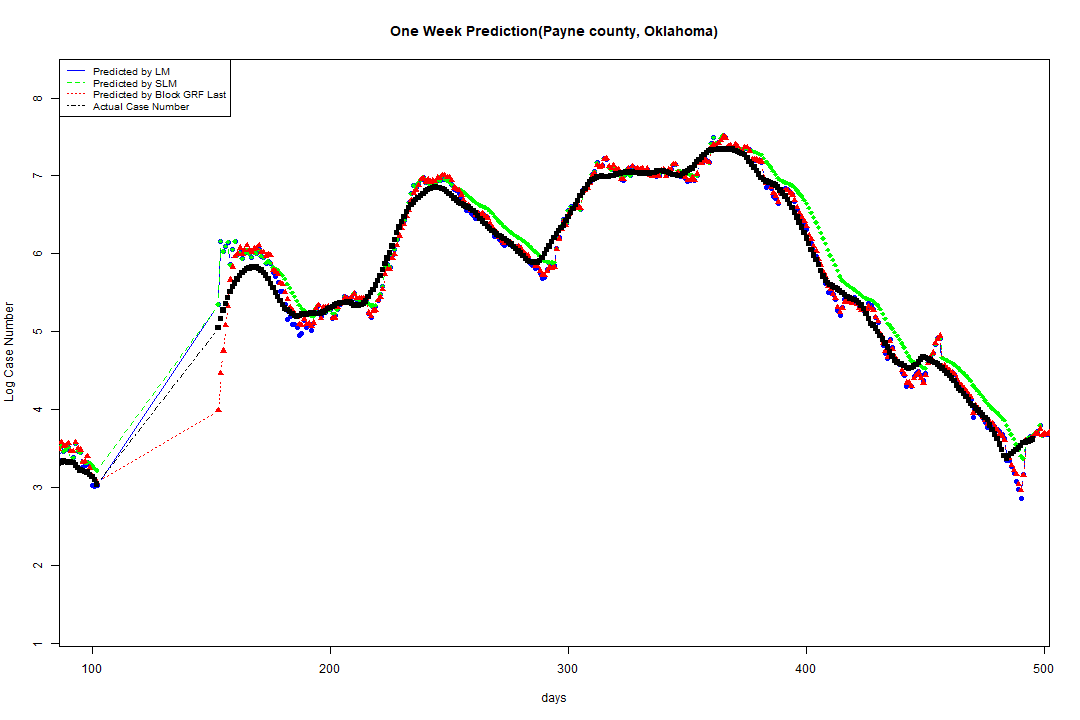 One Week Prediction(Payne county, Oklahoma)
Predicted by LM
Predicted by SLM
Predicted by Block GRF Last
Actual Case Number
8
7
6
5
4
3
2
1
Log Case Number
100 200 300 400 500
days